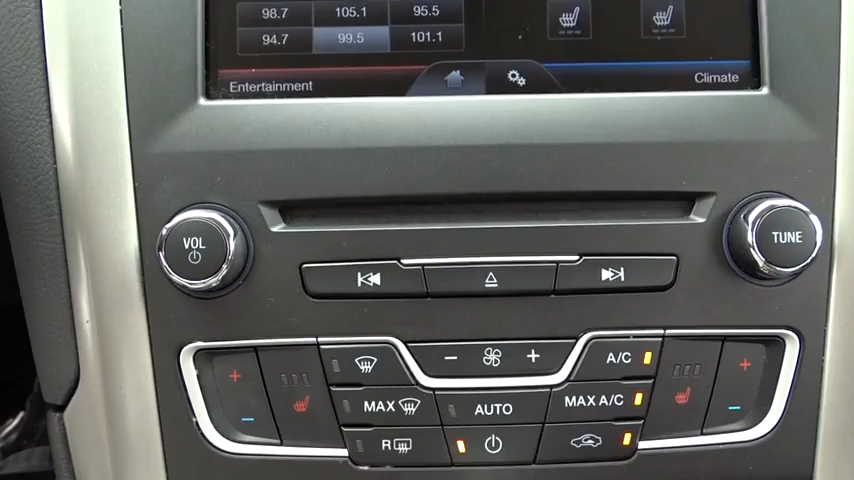 98.7 105.1 95.5
94.7 99.5 101.1
Entertainment Climate
VOL TUNE
A/C
MAX AUTO MAX A/C
R